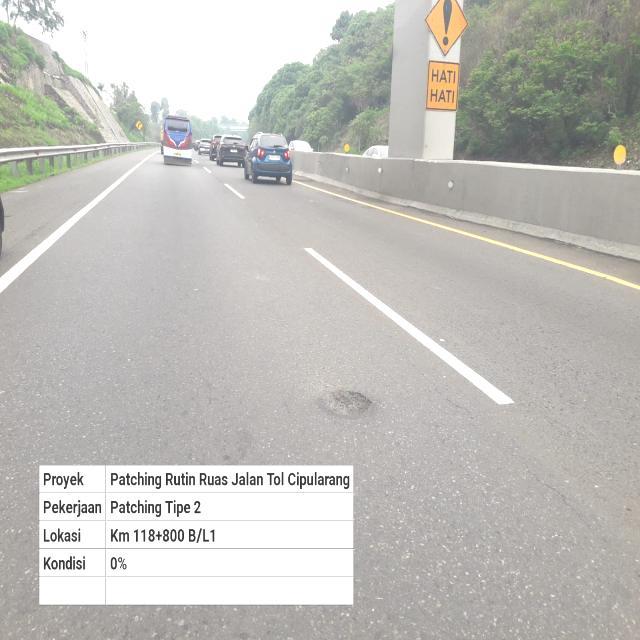 HATI
HATI
Proyek Patching Rutin Ruas Jalan Tol Cipularang
Pekerjaan Patching Tipe 2
Lokasi Km 118+800 B/L1
Kondisi 0%